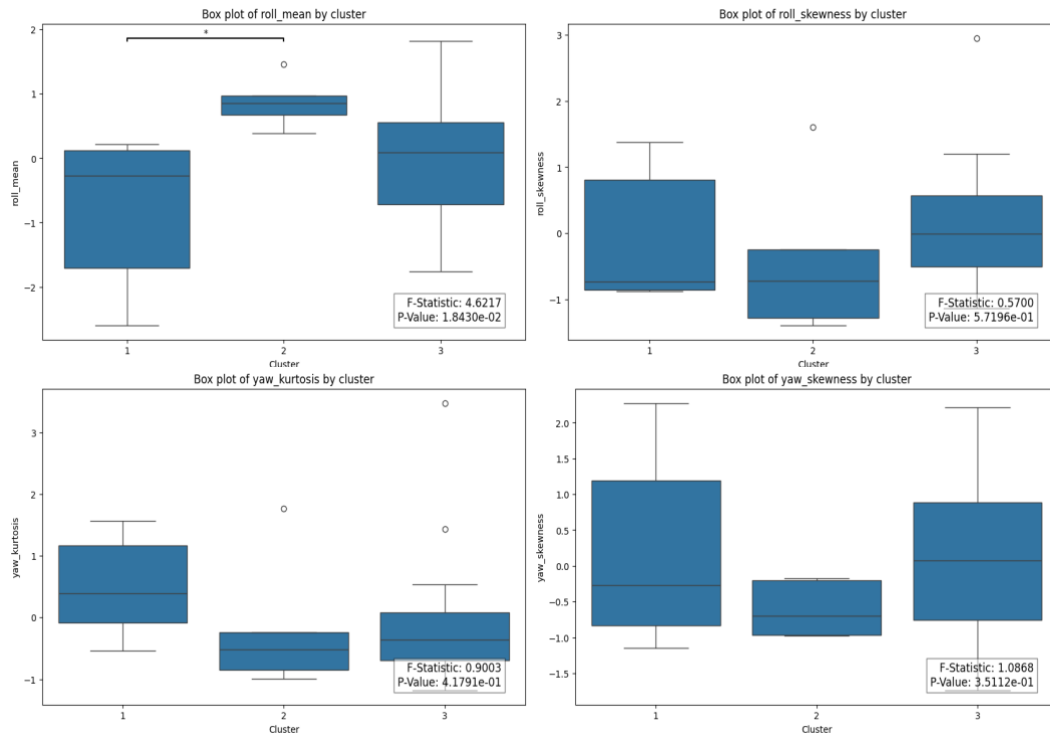 Box plot of roll_mean by cluster
*
roll_mean
2
1
0
−1
−2
F-Statistic: 4.6217
P-Value: 1.8430e-02
1 2 3
Cluster
Box plot of roll_skewness by cluster
roll_skewness
3
2
1
0
−1
F-Statistic: 0.5700
P-Value: 5.7196e-01
1 2 3
Cluster
Box plot of yaw_kurtosis by cluster
yaw_kurtosis
3
2
1
0
−1
F-Statistic: 0.9003
P-Value: 4.1791e-01
1 2 3
Cluster
Box plot of yaw_skewness by cluster
yaw_skewness
2.0
1.5
1.0
0.5
0.0
−0.5
−1.0
−1.5
F-Statistic: 1.0868
P-Value: 3.5112e-01
1 2 3
Cluster